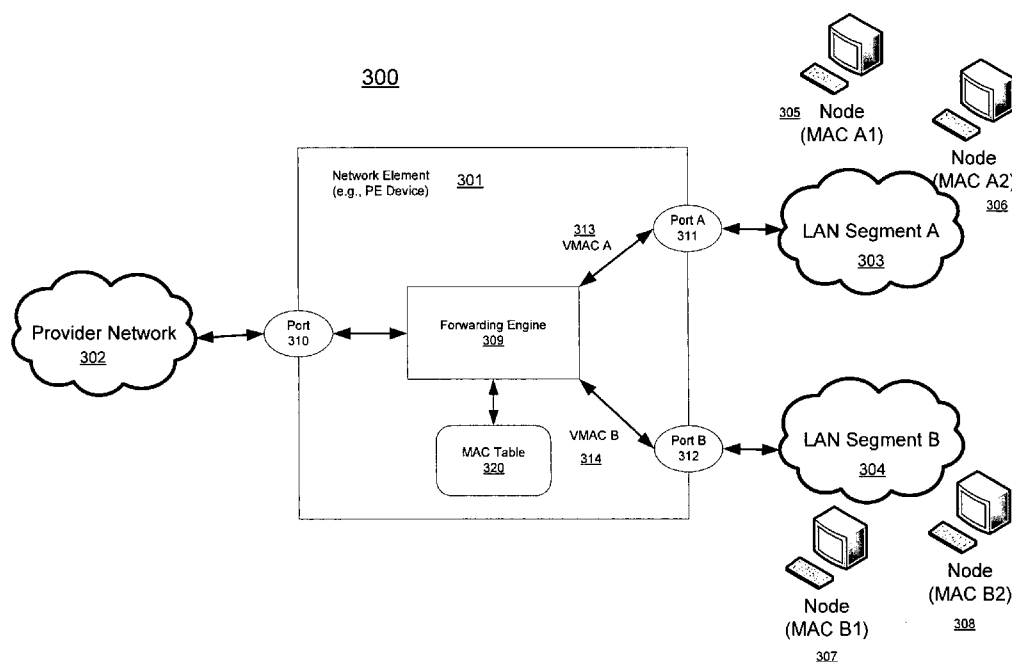 300
305 Node
(MAC A1)
Node
(MAC A2)
306
Network Element
(e.g., PE Device)
301
313
VMAC A
Port A
311
LAN Segment A
303
Provider Network
302
Port
310
Forwarding Engine
309
MAC Table
320
VMAC B
314
Port B
312
LAN Segment B
304
Node
(MAC B1)
307
Node
(MAC B2)
308